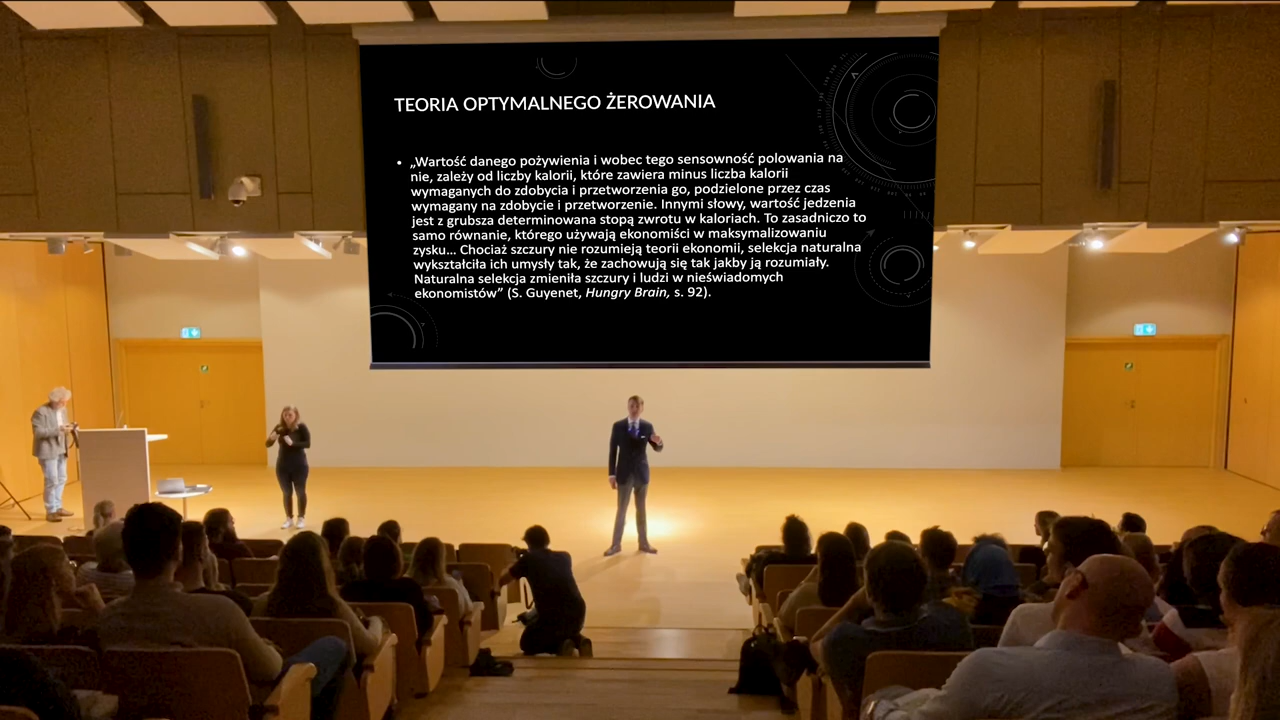 TEORIA OPTYMALNEGO ŻEROWANIA
• „Wartość danego pożywienia i wobec tego sensowność polowania na
nie, zależy od liczby kalorii, które zawiera minus liczba kalorii
wymaganych do zdobycia i przetworzenia go, podzielone przez czas
wymagany na zdobycie i przetworzenie. Innymi słowy, wartość jedzenia
jest z grubsza determinowana stopą zwrotu w kaloriach. To zasadniczo to
samo równanie, którego używają ekonomiści w maksymalizowaniu
zysku... Chociaż szczury nie rozumieją teorii ekonomii, selekcja naturalna
wykształciła ich umysły tak, że zachowują się tak jakby ją rozumiały.
Naturalna selekcja zmieniła szczury i ludzi w nieświadomych
ekonomistów” (S. Guyenet, Hungry Brain, s. 92).